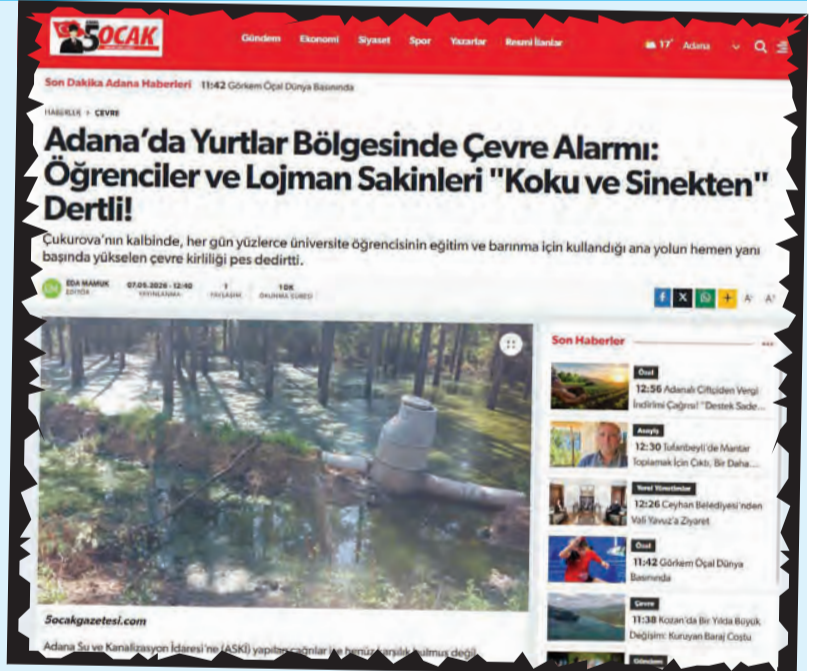 5OCAK
Gündem Ekonomi Siyaset Spor Yazarlar Resmi İlanlar
17° Adana
Son Dakika Adana Haberleri 11:42 Görkem Öçal Dünya Basınında
HABERLER > ÇEVRE
Adana'da Yurtlar Bölgesinde Çevre Alarmı:
Öğrenciler ve Lojman Sakinleri "Koku ve Sinekten"
Dertli!
Çukurova'nın kalbinde, her gün yüzlerce üniversite öğrencisinin eğitim ve barınma için kullandığı ana yolun hemen yanı
başında yükselen çevre kirliliği pes dedirtti.
EDA MAMUK 07.05.2026 - 12:40 1
EDİTÖR YAYINLANMA PAYLAŞIM OKUNMA SÜRESİ
Son Haberler
Özel
12:56 Adanalı Çiftçiden Vergi
İndirimi Çağrısı! "Destek Sade...
Asayiş
12:30 Tufanbeyli'de Mantar
Toplamak İçin Çıktı, Bir Daha...
Yerel Yönetimler
12:26 Ceyhan Belediyesi'nden
Vali Yavuz'a Ziyaret
Özel
11:42 Görkem Öçal Dünya
Basınında
Çevre
11:38 Kozan'da Bir Yılda Büyük
Değişim: Kuruyan Baraj Coştu
Gündem
5ocakgazetesi.com
Adana Su ve Kanalizasyon İdaresi'ne (ASKİ) yapılan çağrılar ise henüz karşılık bulmuş değil.